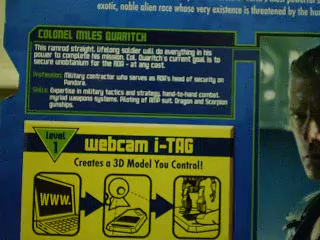 exotic, noble alien race whose very existence is threatened by the
COLONEL MILES QUARITCH
This ramrod straight, lifelong soldier will do everything in his
power to complete his mission. Col. Quaritch's current goal is to
secure unobtanium for the RDA - at any cost.
Profession: Military contractor who serves as RDA's head of security on
Pandora.
Skills: Expertise in military tactics and strategy, hand-to-hand combat,
myriad weapons systems. Piloting of AMP suit, Dragon and Scorpion
gunships.
Level
1
webcam i-TAG
Creates a 3D Model You Control!
WWW.